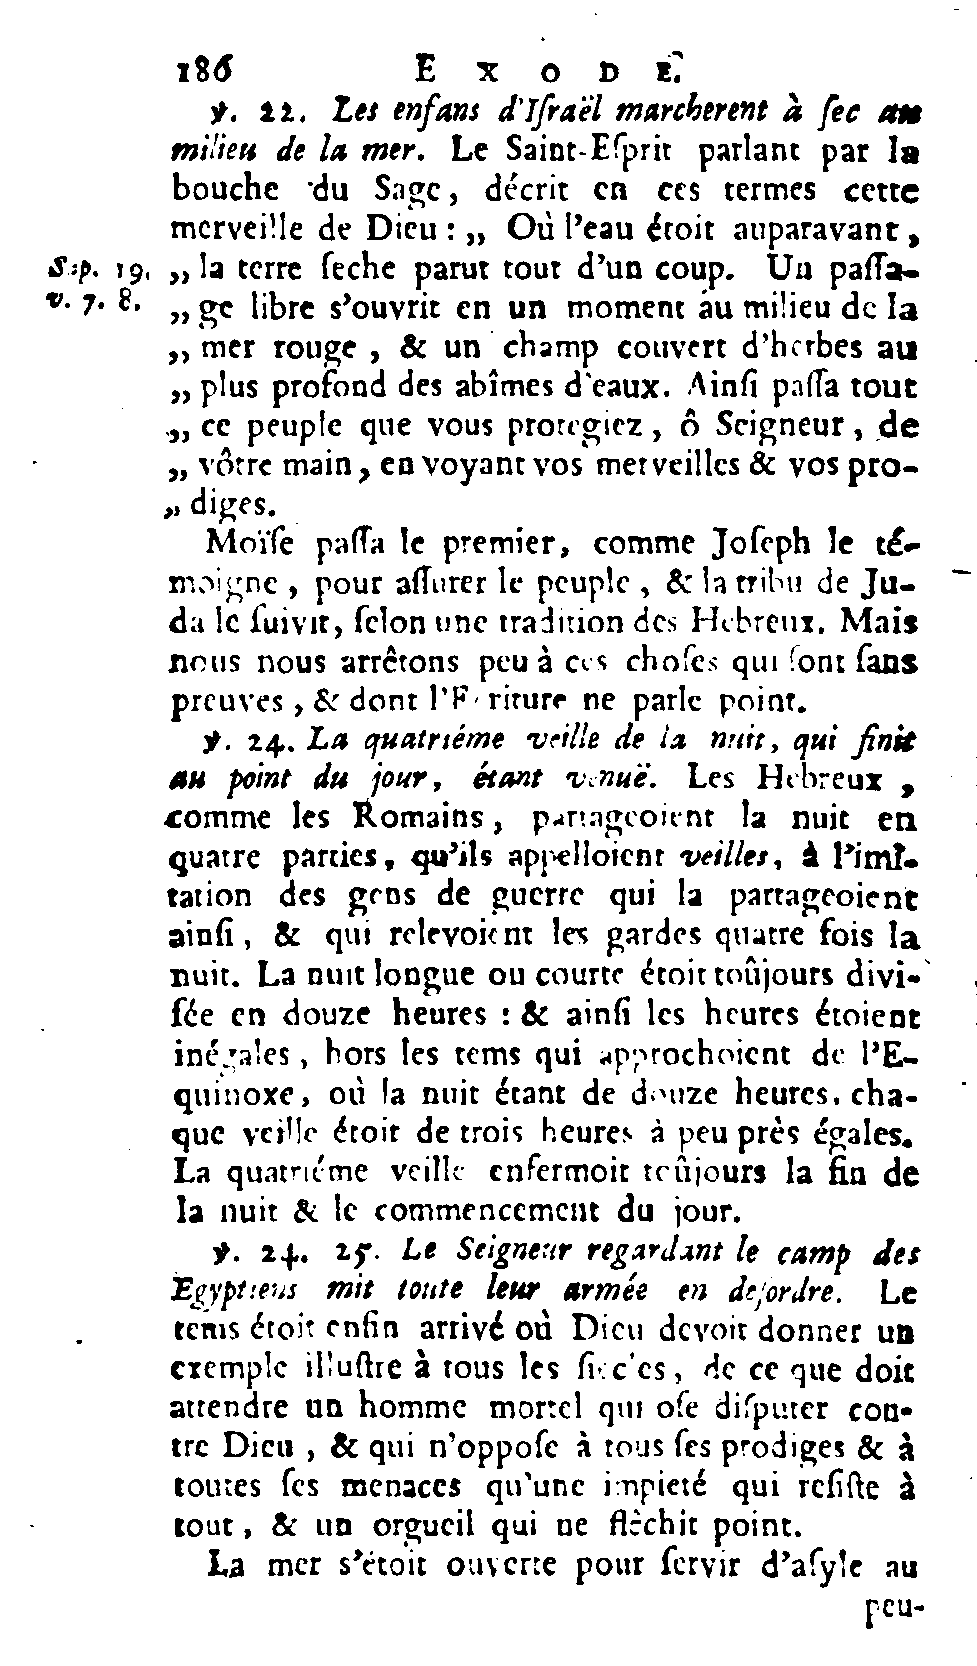 186 EXODE.
℣. 22. Les enfans d'Iſraël marcherent à ſec au
milieu de la mer. Le Saint-Eſprit parlant par la
bouche du Sage, décrit en ces termes cette
merveille de Dieu : „ Où l'eau étoit auparavant,
Sap. 19. „ la terre ſeche parut tout d'un coup. Un paſſa-
v. 7. 8. „ ge libre s'ouvrit en un moment au milieu de la
„ mer rouge, & un champ couvert d'herbes au
„ plus profond des abîmes d'eaux. Ainſi paſſa tout
„ ce peuple que vous protegiez, ô Seigneur, de
„ vôtre main, en voyant vos merveilles & vos pro-
„ diges.
Moïſe paſſa le premier, comme Joſeph le té-
moigne, pour aſſurer le peuple, & la tribu de Ju-
da le ſuivit, ſelon une tradition des Hebreux. Mais
nous nous arrêtons peu à ces choſes qui ſont ſans
preuves, & dont l'Ecriture ne parle point.
℣. 24. La quatriéme veille de la nuit, qui finit
au point du jour, étant venuë. Les Hebreux,
comme les Romains, partageoient la nuit en
quatre parties, qu'ils appelloient veilles, à l'imi-
tation des gens de guerre qui la partageoient
ainſi, & qui relevoient les gardes quatre fois la
nuit. La nuit longue ou courte étoit toûjours divi-
ſée en douze heures : & ainſi les heures étoient
inégales, hors les tems qui approchoient de l'E-
quinoxe, où la nuit étant de douze heures, cha-
que veille étoit de trois heures à peu près égales.
La quatriéme veille enfermoit toûjours la fin de
la nuit & le commencement du jour.
℣. 24. 25. Le Seigneur regardant le camp des
Egyptiens mit toute leur armée en deſordre. Le
tems étoit enfin arrivé où Dieu devoit donner un
exemple illuſtre à tous les ſiecles, de ce que doit
attendre un homme mortel qui oſe diſputer con-
tre Dieu, & qui n'oppoſe à tous ſes prodiges & à
toutes ſes menaces qu'une impieté qui reſiſte à
tout, & un orgueil qui ne flèchit point.
La mer s'étoit ouverte pour ſervir d'aſyle au
peu-